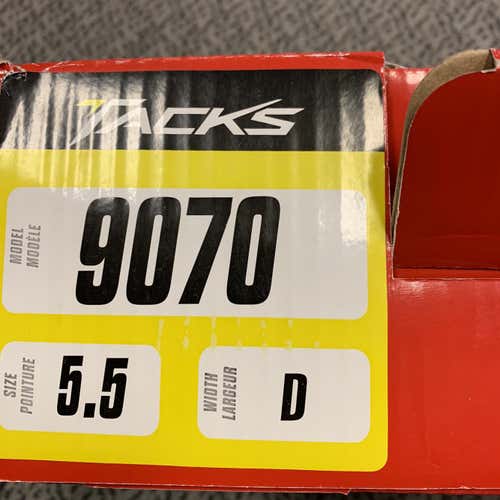 TACKS
MODEL
MODÈLE
9070
SIZE
POINTURE
5.5
WIDTH
LARGEUR
D